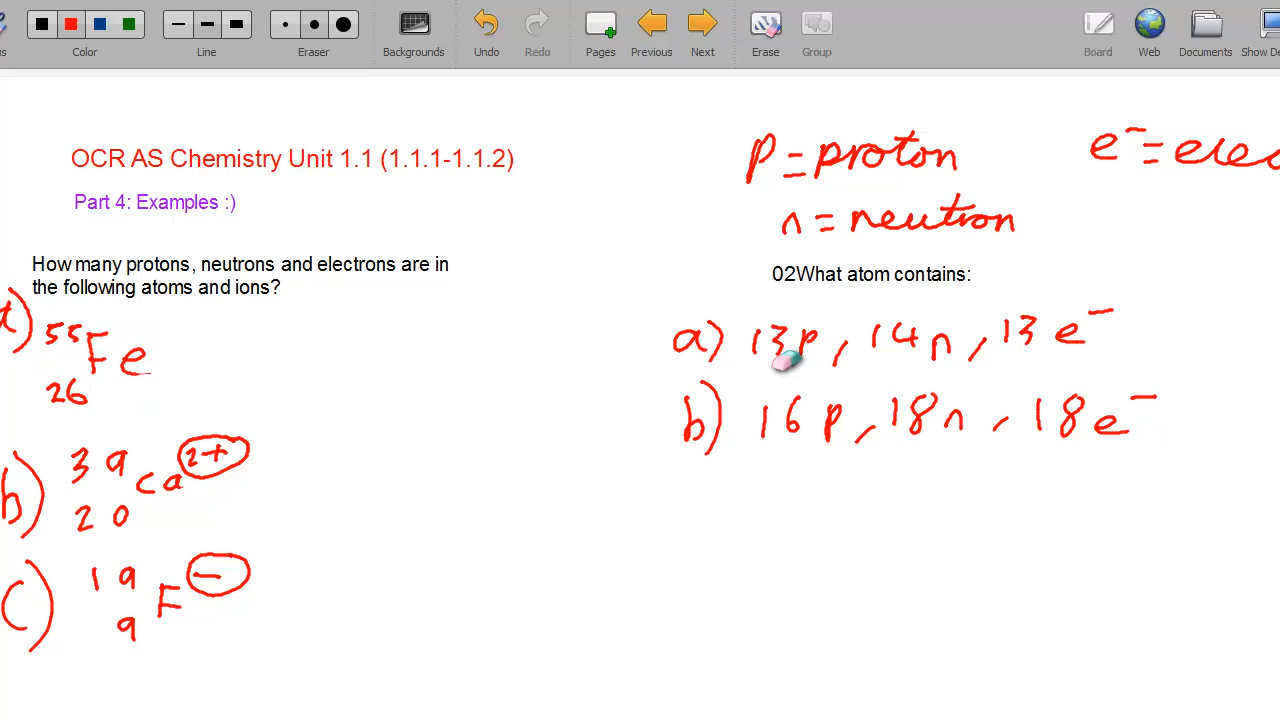 Color
Line
Eraser
Backgrounds
Undo
Redo
Pages
Previous
Next
Erase
Group
Board
Web
Documents
Show De
OCR AS Chemistry Unit 1.1 (1.1.1-1.1.2)
Part 4: Examples :)
How many protons, neutrons and electrons are in
the following atoms and ions?
55
Fe
26
b) 39 Ca 2+
20
c) 19 F −
9
p = proton
e⁻ = elec
n = neutron
02What atom contains:
a) 13p, 14n, 13e⁻
b) 16p, 18n, 18e⁻